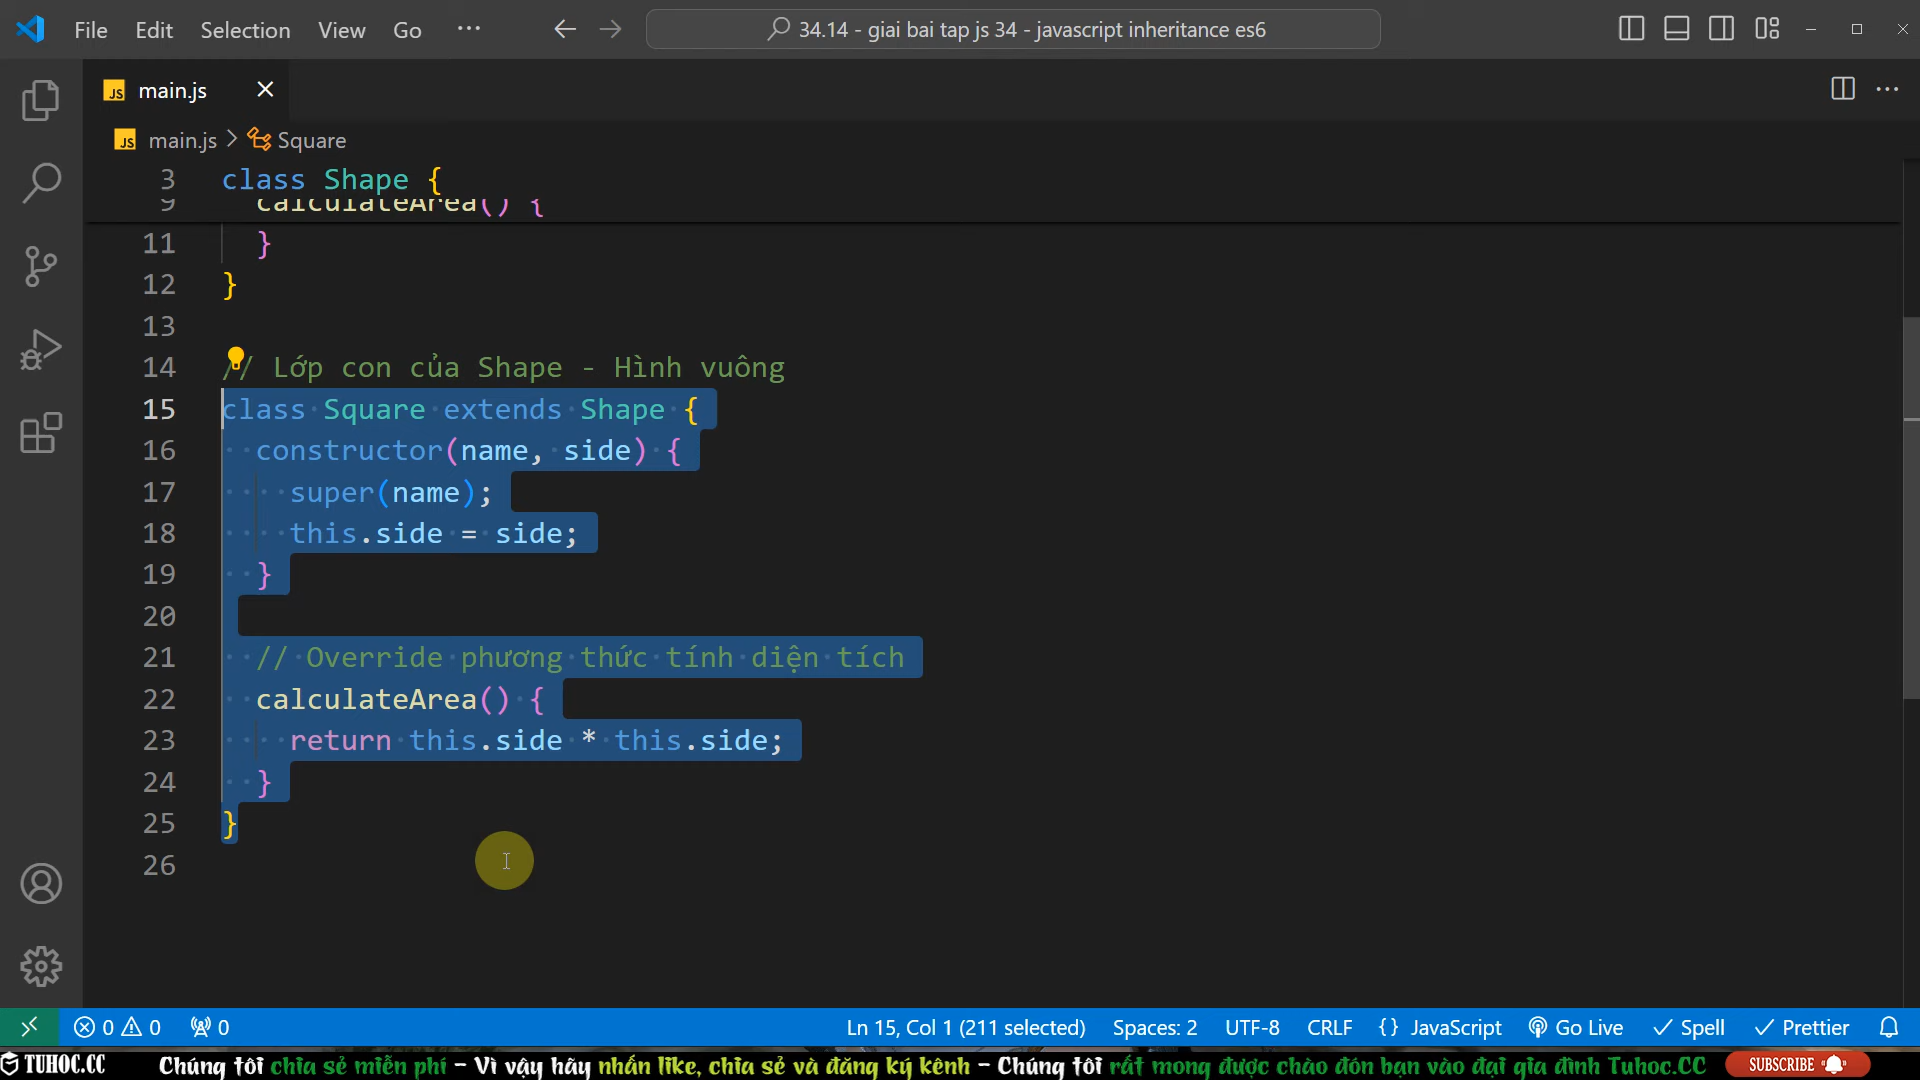 File Edit Selection View Go ··· 34.14 - giai bai tap js 34 - javascript inheritance es6
JS main.js
JS main.js > Square
3 class Shape {
9 calculateArea() {
11 }
12 }
13
14 // Lớp con của Shape - Hình vuông
15 class Square extends Shape {
16 constructor(name, side) {
17 super(name);
18 this.side = side;
19 }
20
21 // Override phương thức tính diện tích
22 calculateArea() {
23 return this.side * this.side;
24 }
25 }
26
0 0 0 Ln 15, Col 1 (211 selected) Spaces: 2 UTF-8 CRLF {} JavaScript Go Live Spell Prettier
TUHOC.CC Chúng tôi chia sẻ miễn phí - Vì vậy hãy nhấn like, chia sẻ và đăng ký kênh - Chúng tôi rất mong được chào đón bạn vào đại gia đình Tuhoc.CC SUBSCRIBE